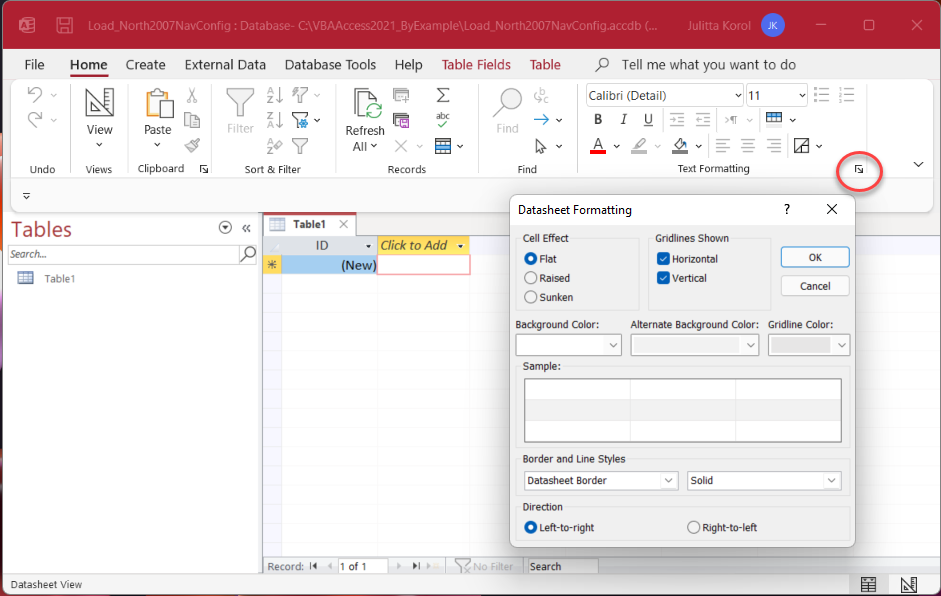 Load_North2007NavConfig : Database- C:\VBAAccess2021_ByExample\Load_North2007NavConfig.accdb (...
Julitta Korol
JK
File Home Create External Data Database Tools Help Table Fields Table Tell me what you want to do
View
Paste
Filter
Refresh
All
abc
Find
Calibri (Detail)
11
B I U
A
Undo Views Clipboard Sort & Filter Records Find Text Formatting
Tables
Search...
Table1
Table1
ID Click to Add
(New)
Datasheet Formatting
?
Cell Effect
Flat
Raised
Sunken
Gridlines Shown
Horizontal
Vertical
OK
Cancel
Background Color: Alternate Background Color: Gridline Color:
Sample:
Border and Line Styles
Datasheet Border Solid
Direction
Left-to-right Right-to-left
Record: 1 of 1 No Filter Search
Datasheet View